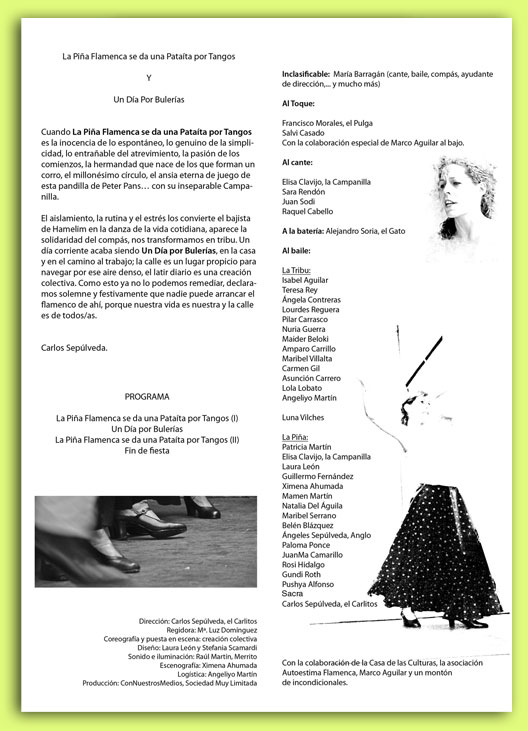 La Piña Flamenca se da una Pataíta por Tangos
Y
Un Día Por Bulerías
Cuando La Piña Flamenca se da una Pataíta por Tangos
es la inocencia de lo espontáneo, lo genuino de la simpli-
cidad, lo entrañable del atrevimiento, la pasión de los
comienzos, la hermandad que nace de los que forman un
corro, el millonésimo círculo, el ansia eterna de juego de
esta pandilla de Peter Pans… con su inseparable Campa-
nilla.
El aislamiento, la rutina y el estrés los convierte el bajista
de Hamelim en la danza de la vida cotidiana, aparece la
solidaridad del compás, nos transformamos en tribu. Un
día corriente acaba siendo Un Día por Bulerías, en la casa
y en el camino al trabajo; la calle es un lugar propicio para
navegar por ese aire denso, el latir diario es una creación
colectiva. Como esto ya no lo podemos remediar, declara-
mos solemne y festivamente que nadie puede arrancar el
flamenco de ahí, porque nuestra vida es nuestra y la calle
es de todos/as.
Carlos Sepúlveda.
PROGRAMA
La Piña Flamenca se da una Pataíta por Tangos (I)
Un Día por Bulerías
La Piña Flamenca se da una Pataíta por Tangos (II)
Fin de fiesta
Dirección: Carlos Sepúlveda, el Carlitos
Regidora: Mª. Luz Domínguez
Coreografía y puesta en escena: creación colectiva
Diseño: Laura León y Stefania Scamardi
Sonido e iluminación: Raúl Martín, Merrito
Escenografía: Ximena Ahumada
Logística: Angeliyo Martín
Producción: ConNuestrosMedios, Sociedad Muy Limitada
Inclasificable: María Barragán (cante, baile, compás, ayudante
de dirección,... y mucho más)
Al Toque:
Francisco Morales, el Pulga
Salvi Casado
Con la colaboración especial de Marco Aguilar al bajo.
Al cante:
Elisa Clavijo, la Campanilla
Sara Rendón
Juan Sodi
Raquel Cabello
A la batería: Alejandro Soria, el Gato
Al baile:
La Tribu:
Isabel Aguilar
Teresa Rey
Ángela Contreras
Lourdes Reguera
Pilar Carrasco
Nuria Guerra
Maider Beloki
Amparo Carrillo
Maribel Villalta
Carmen Gil
Asunción Carrero
Lola Lobato
Angeliyo Martín
Luna Vilches
La Piña:
Patricia Martín
Elisa Clavijo, la Campanilla
Laura León
Guillermo Fernández
Ximena Ahumada
Mamen Martín
Natalia Del Águila
Maribel Serrano
Belén Blázquez
Ángeles Sepúlveda, Anglo
Paloma Ponce
JuanMa Camarillo
Rosi Hidalgo
Gundi Roth
Pushya Alfonso
Sacra
Carlos Sepúlveda, el Carlitos
Con la colaboración de la Casa de las Culturas, la asociación
Autoestima Flamenca, Marco Aguilar y un montón
de incondicionales.